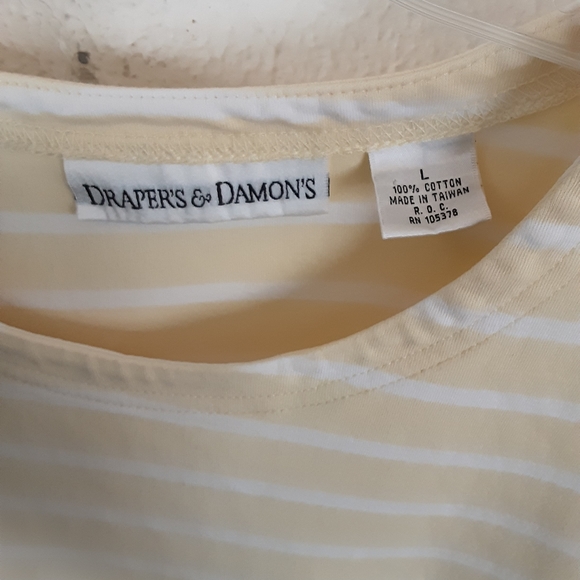 DRAPER'S & DAMON'S
L
100% COTTON
MADE IN TAIWAN
R. O. C.
RN 105378